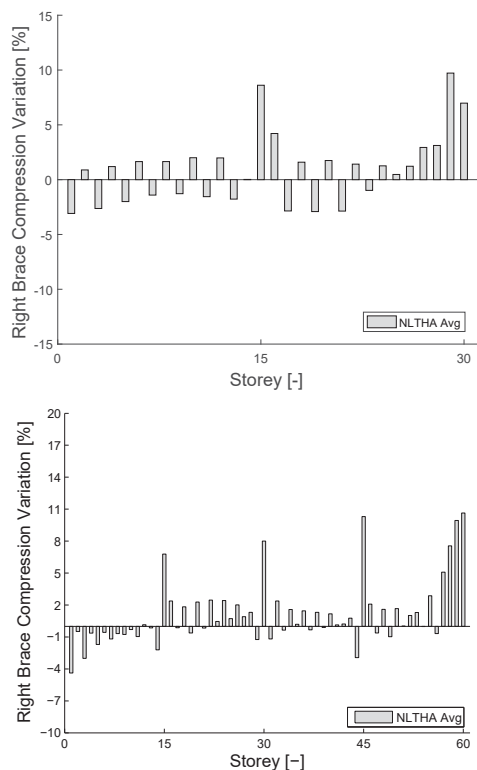 15
10
5
0
-5
-10
-15
Right Brace Compression Variation [%]
NLTHA Avg
0 15 30
Storey [-]
20
17
14
11
8
5
2
-1
-4
-7
-10
Right Brace Compression Variation [%]
NLTHA Avg
0 15 30 45 60
Storey [−]